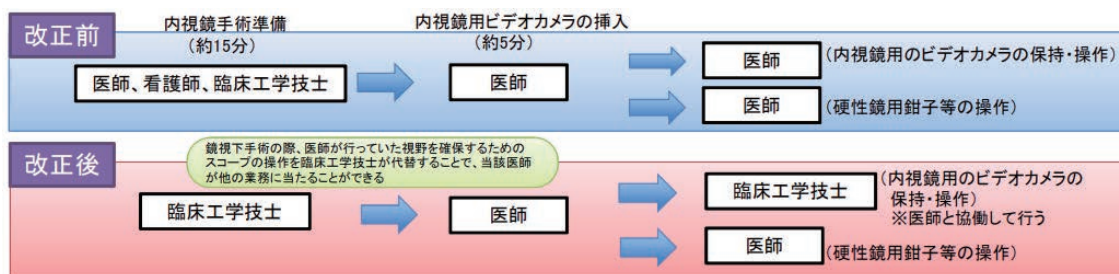 改正前
内視鏡手術準備
(約15分)
内視鏡用ビデオカメラの挿入
(約5分)
医師、看護師、臨床工学技士
医師
医師
(内視鏡用のビデオカメラの保持・操作)
医師
(硬性鏡用鉗子等の操作)
改正後
鏡視下手術の際、医師が行っていた視野を確保するための
スコープの操作を臨床工学技士が代替することで、当該医師
が他の業務に当たることができる
臨床工学技士
医師
臨床工学技士
(内視鏡用のビデオカメラの
保持・操作)
※医師と協働して行う
医師
(硬性鏡用鉗子等の操作)